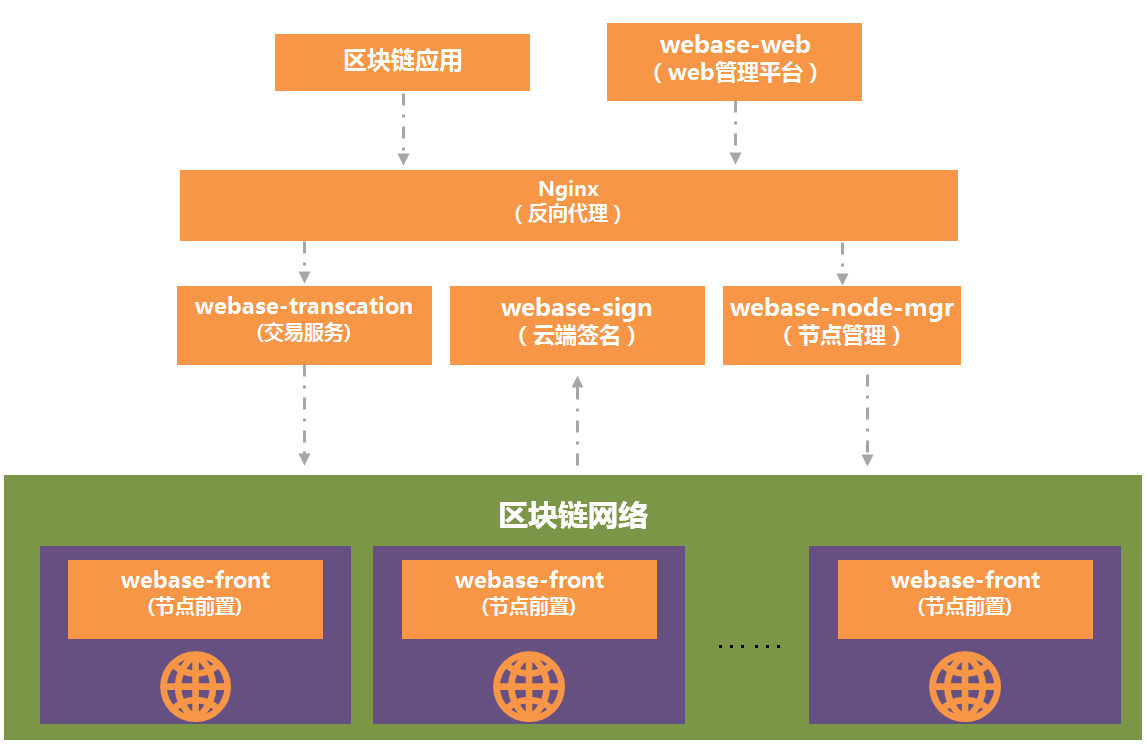 区块链应用
webase-web
（web管理平台）
Nginx
（反向代理）
webase-transcation
(交易服务)
webase-sign
（云端签名）
webase-node-mgr
（节点管理）
区块链网络
webase-front
(节点前置)
webase-front
(节点前置)
……
webase-front
(节点前置)